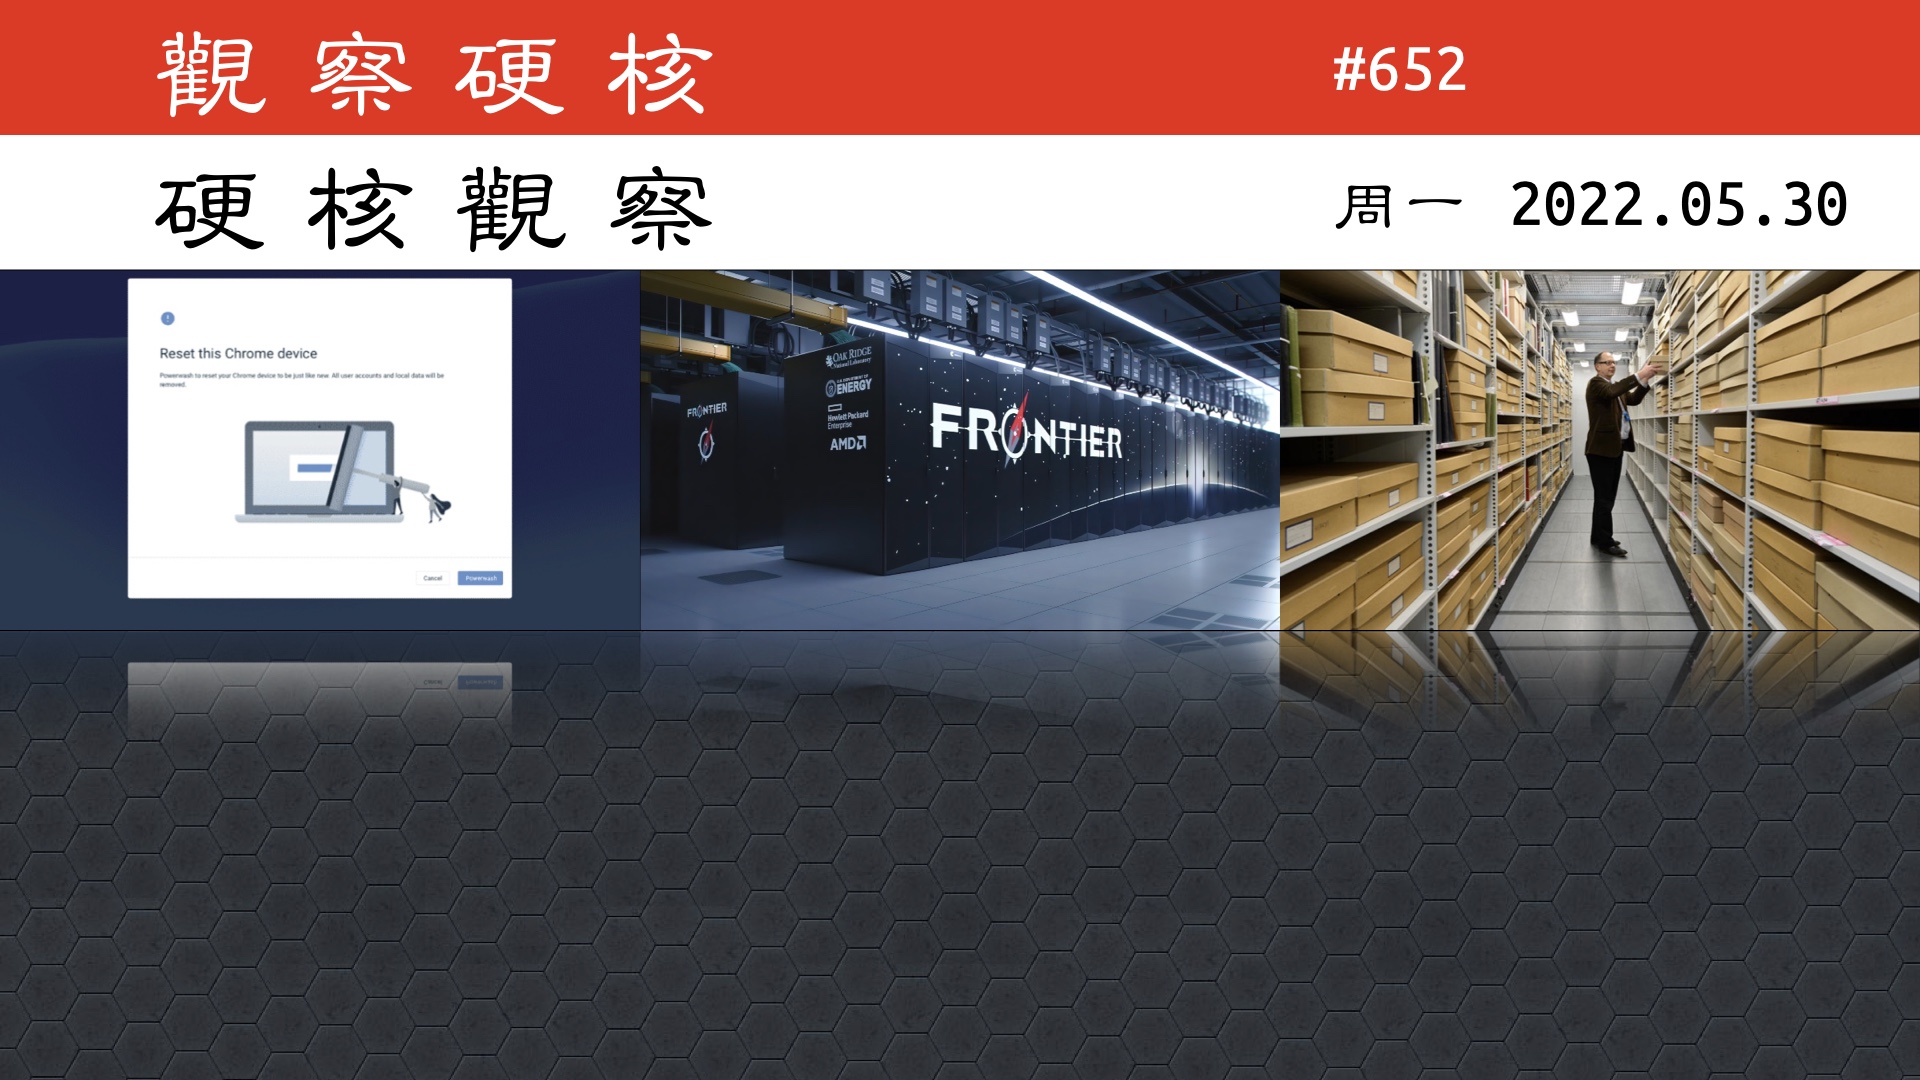 觀察硬核
#652
硬核觀察
周一 2022.05.30
Reset this Chrome device
Powerwash to reset your Chrome device to be just like new. All user accounts and local data will be
removed.
Cancel
Powerwash
FRONTIER
OAK RIDGE
National Laboratory
U.S. DEPARTMENT OF
ENERGY
Hewlett Packard
Enterprise
AMD
FRONTIER